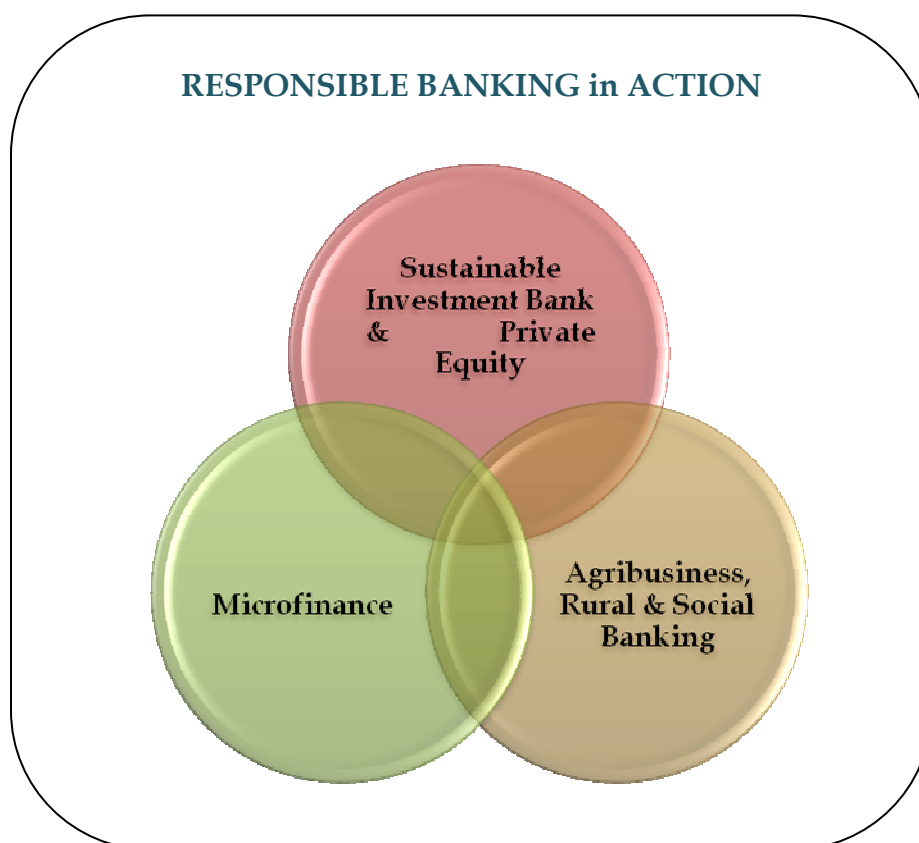 RESPONSIBLE BANKING in ACTION
Sustainable
Investment Bank
& Private
Equity
Microfinance
Agribusiness,
Rural & Social
Banking